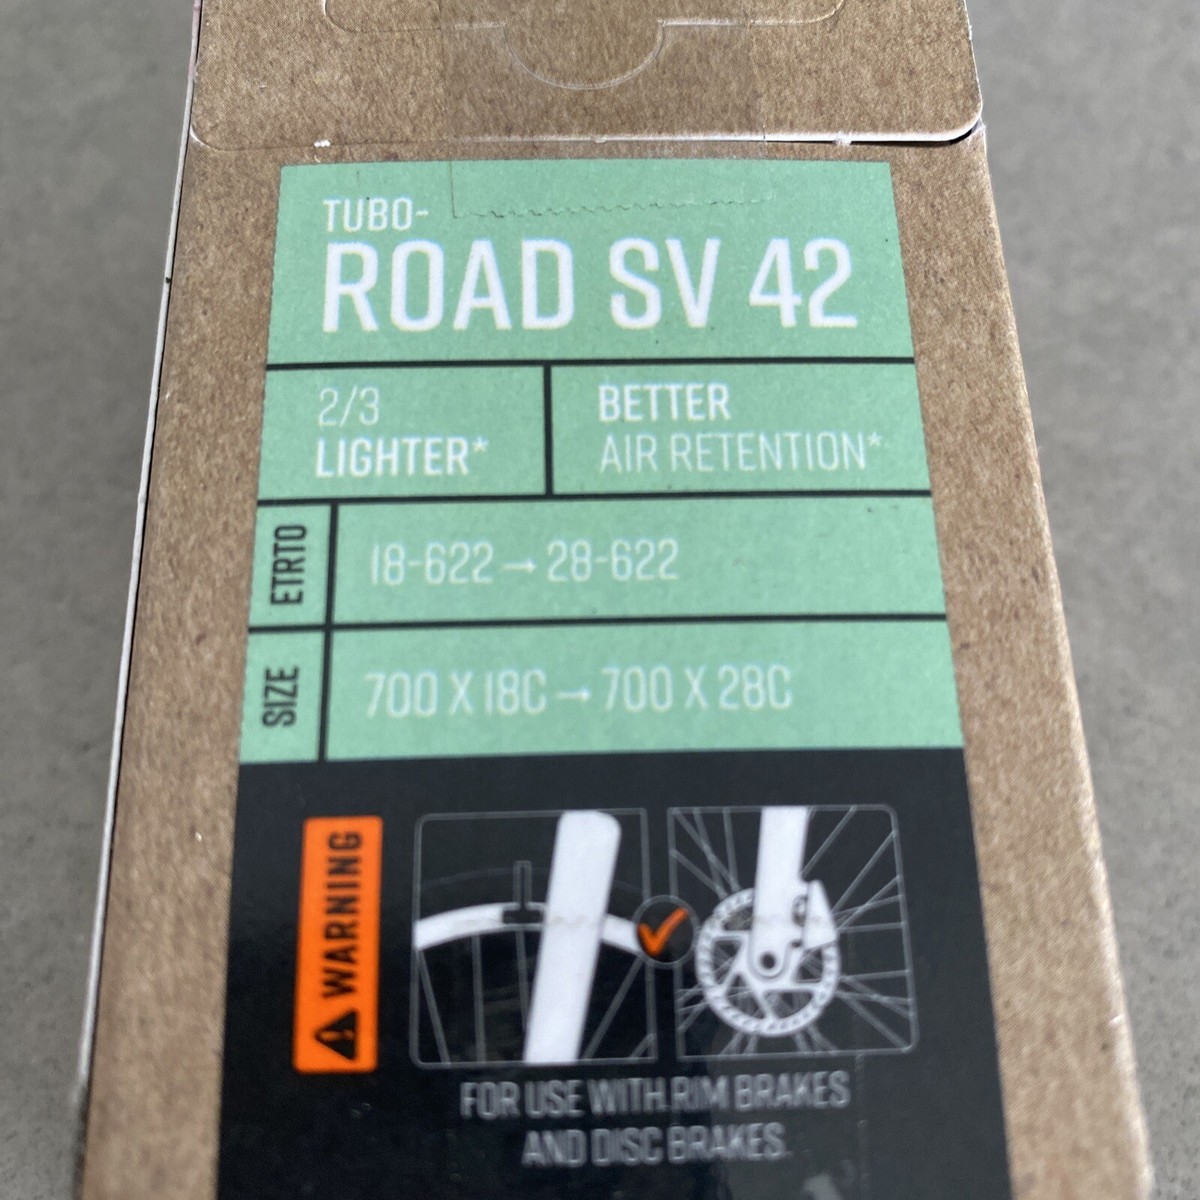 TUBO-
ROAD SV 42
2/3
LIGHTER*
BETTER
AIR RETENTION*
ETRTO
18-622→28-622
SIZE
700 X 18C→700 X 28C
WARNING
FOR USE WITH RIM BRAKES
AND DISC BRAKES.